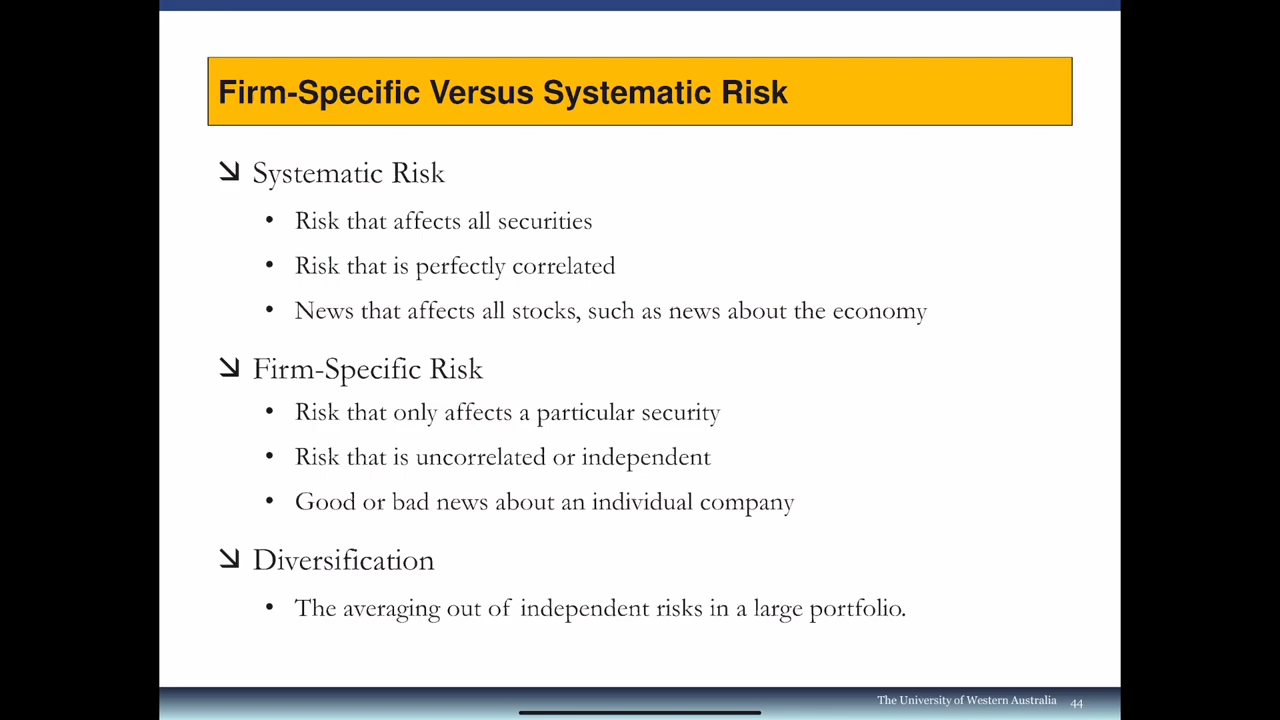 Firm-Specific Versus Systematic Risk
Systematic Risk
• Risk that affects all securities
• Risk that is perfectly correlated
• News that affects all stocks, such as news about the economy
Firm-Specific Risk
• Risk that only affects a particular security
• Risk that is uncorrelated or independent
• Good or bad news about an individual company
Diversification
• The averaging out of independent risks in a large portfolio.
The University of Western Australia 44